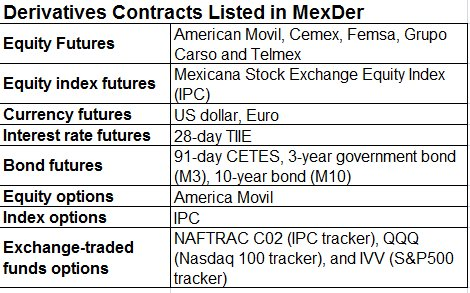 Derivatives Contracts Listed in MexDer
Equity Futures
American Movil, Cemex, Femsa, Grupo
Carso and Telmex
Equity index futures
Mexicana Stock Exchange Equity Index
(IPC)
Currency futures
US dollar, Euro
Interest rate futures
28-day TIIE
Bond futures
91-day CETES, 3-year government bond
(M3), 10-year bond (M10)
Equity options
America Movil
Index options
IPC
Exchange-traded
funds options
NAFTRAC C02 (IPC tracker), QQQ
(Nasdaq 100 tracker), and IVV (S&P500
tracker)